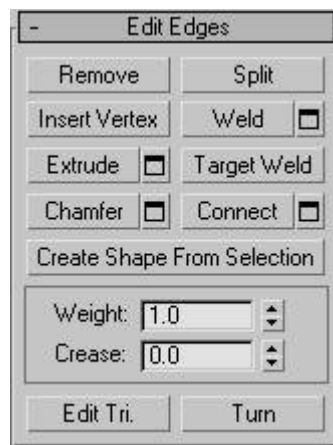 - Edit Edges
Remove Split
Insert Vertex Weld
Extrude Target Weld
Chamfer Connect
Create Shape From Selection
Weight: 1.0
Crease: 0.0
Edit Tri. Turn